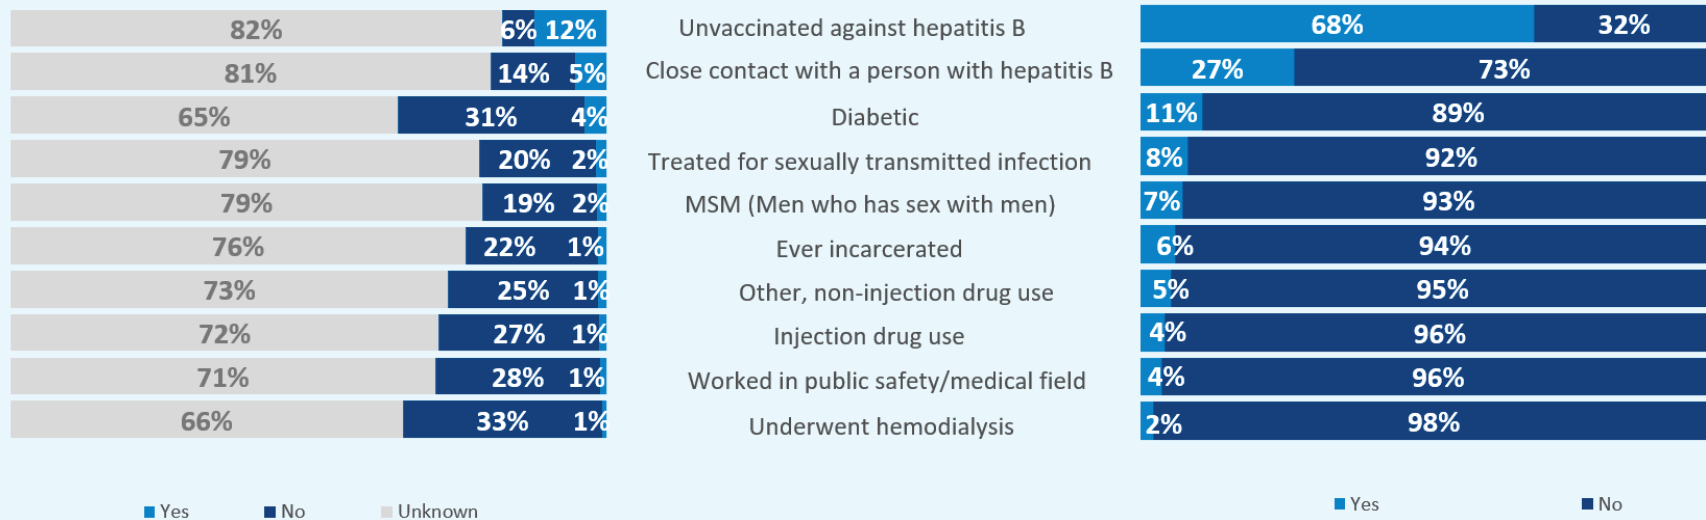 82% 6% 12% Unvaccinated against hepatitis B 68% 32%
81% 14% 5% Close contact with a person with hepatitis B 27% 73%
65% 31% 4% Diabetic 11% 89%
79% 20% 2% Treated for sexually transmitted infection 8% 92%
79% 19% 2% MSM (Men who has sex with men) 7% 93%
76% 22% 1% Ever incarcerated 6% 94%
73% 25% 1% Other, non-injection drug use 5% 95%
72% 27% 1% Injection drug use 4% 96%
71% 28% 1% Worked in public safety/medical field 4% 96%
66% 33% 1% Underwent hemodialysis 2% 98%
Yes No Unknown Yes No